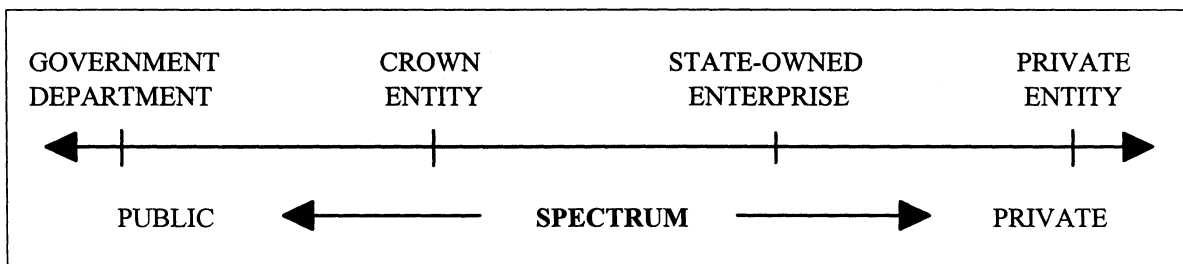 GOVERNMENT DEPARTMENT
CROWN ENTITY
STATE-OWNED ENTERPRISE
PRIVATE ENTITY
PUBLIC SPECTRUM PRIVATE